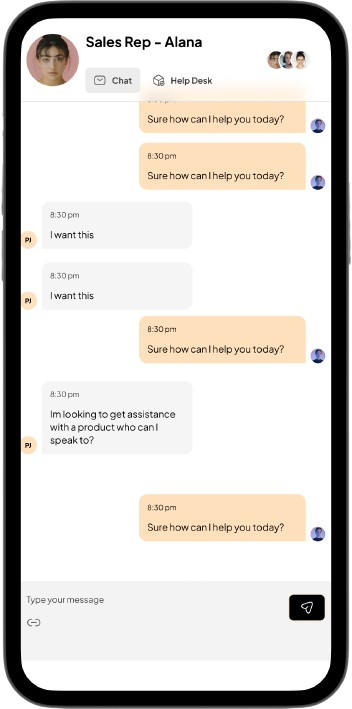 Sales Rep - Alana
Chat
Help Desk
Sure how can I help you today?
8:30 pm
Sure how can I help you today?
8:30 pm
I want this
PJ
8:30 pm
I want this
PJ
8:30 pm
Sure how can I help you today?
8:30 pm
Im looking to get assistance
with a product who can I
speak to?
PJ
8:30 pm
Sure how can I help you today?
Type your message